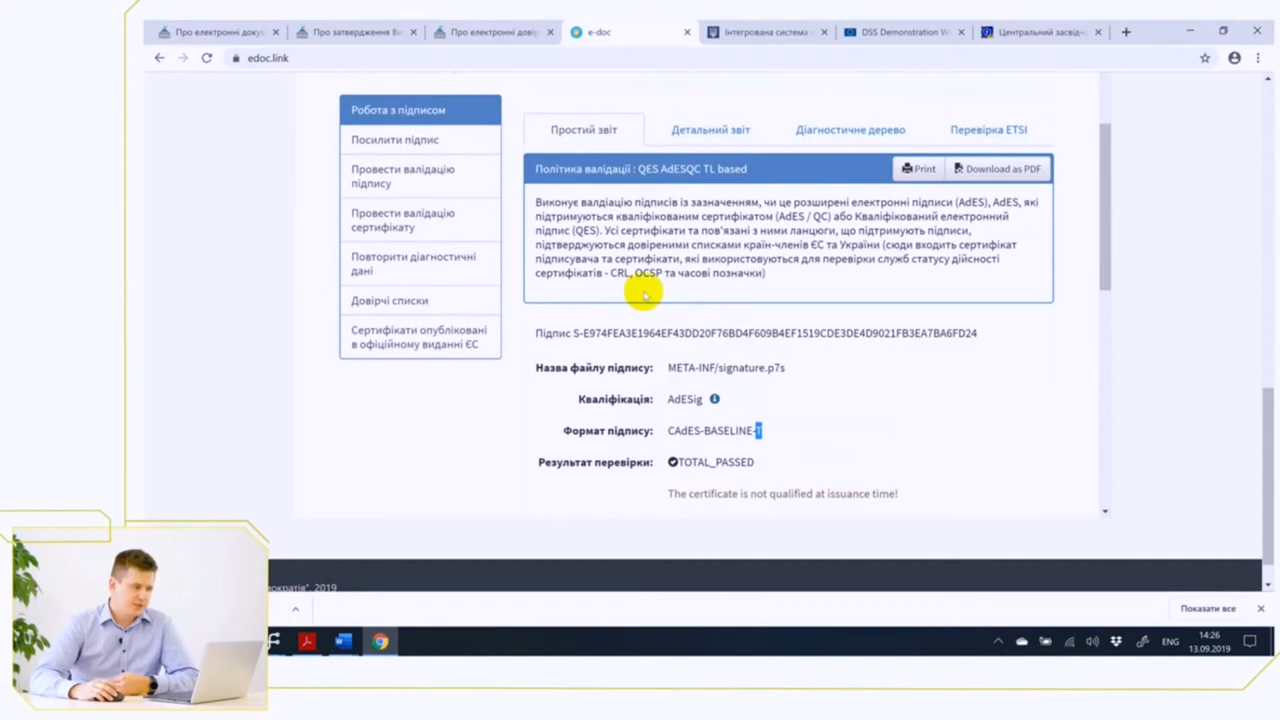 Про електронні докум
Про затвердження Ви
Про електронні довір
e-doc
Інтегрована система
DSS Demonstration W
Центральний засвідч
edoc.link
Робота з підписом
Посилити підпис
Провести валідацію
підпису
Провести валідацію
сертифікату
Повторити діагностичні
дані
Довірчі списки
Сертифікати опубліковані
в офіційному виданні ЄС
Простий звіт
Детальний звіт
Діагностичне дерево
Перевірка ETSI
Політика валідації : QES AdESQC TL based
Print
Download as PDF
Виконує валдіацію підписів із зазначенням, чи це розширені електронні підписи (AdES), AdES, які
підтримуються кваліфікованим сертифікатом (AdES / QC) або Кваліфікований електронний
підпис (QES). Усі сертифікати та пов'язані з ними ланцюги, що підтримують підписи,
підтверджуються довіреними списками країн-членів ЄС та України (сюди входить сертифікат
підписувача та сертифікати, які використовуються для перевірки служб статусу дійсності
сертифікатів - CRL, OCSP та часові позначки)
Підпис S-E974FEA3E1964EF43DD20F76BD4F609B4EF1519CDE3DE4D9021FB3EA7BA6FD24
Назва файлу підпису: META-INF/signature.p7s
Кваліфікація: AdESig
Формат підпису: CAdES-BASELINE-T
Результат перевірки: TOTAL_PASSED
The certificate is not qualified at issuance time!
ократія", 2019
Показати все
ENG
14:26
13.09.2019